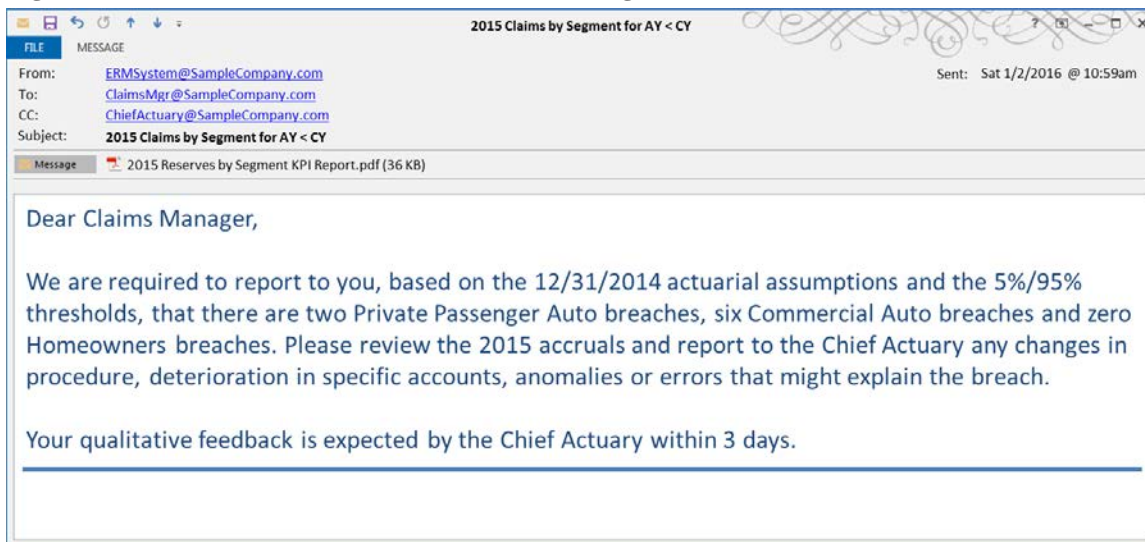 2015 Claims by Segment for AY < CY
FILE MESSAGE
From: ERMSystem@SampleCompany.com Sent: Sat 1/2/2016 @ 10:59am
To: ClaimsMgr@SampleCompany.com
CC: ChiefActuary@SampleCompany.com
Subject: 2015 Claims by Segment for AY < CY
Message 2015 Reserves by Segment KPI Report.pdf (36 KB)
Dear Claims Manager,
We are required to report to you, based on the 12/31/2014 actuarial assumptions and the 5%/95%
thresholds, that there are two Private Passenger Auto breaches, six Commercial Auto breaches and zero
Homeowners breaches. Please review the 2015 accruals and report to the Chief Actuary any changes in
procedure, deterioration in specific accounts, anomalies or errors that might explain the breach.
Your qualitative feedback is expected by the Chief Actuary within 3 days.